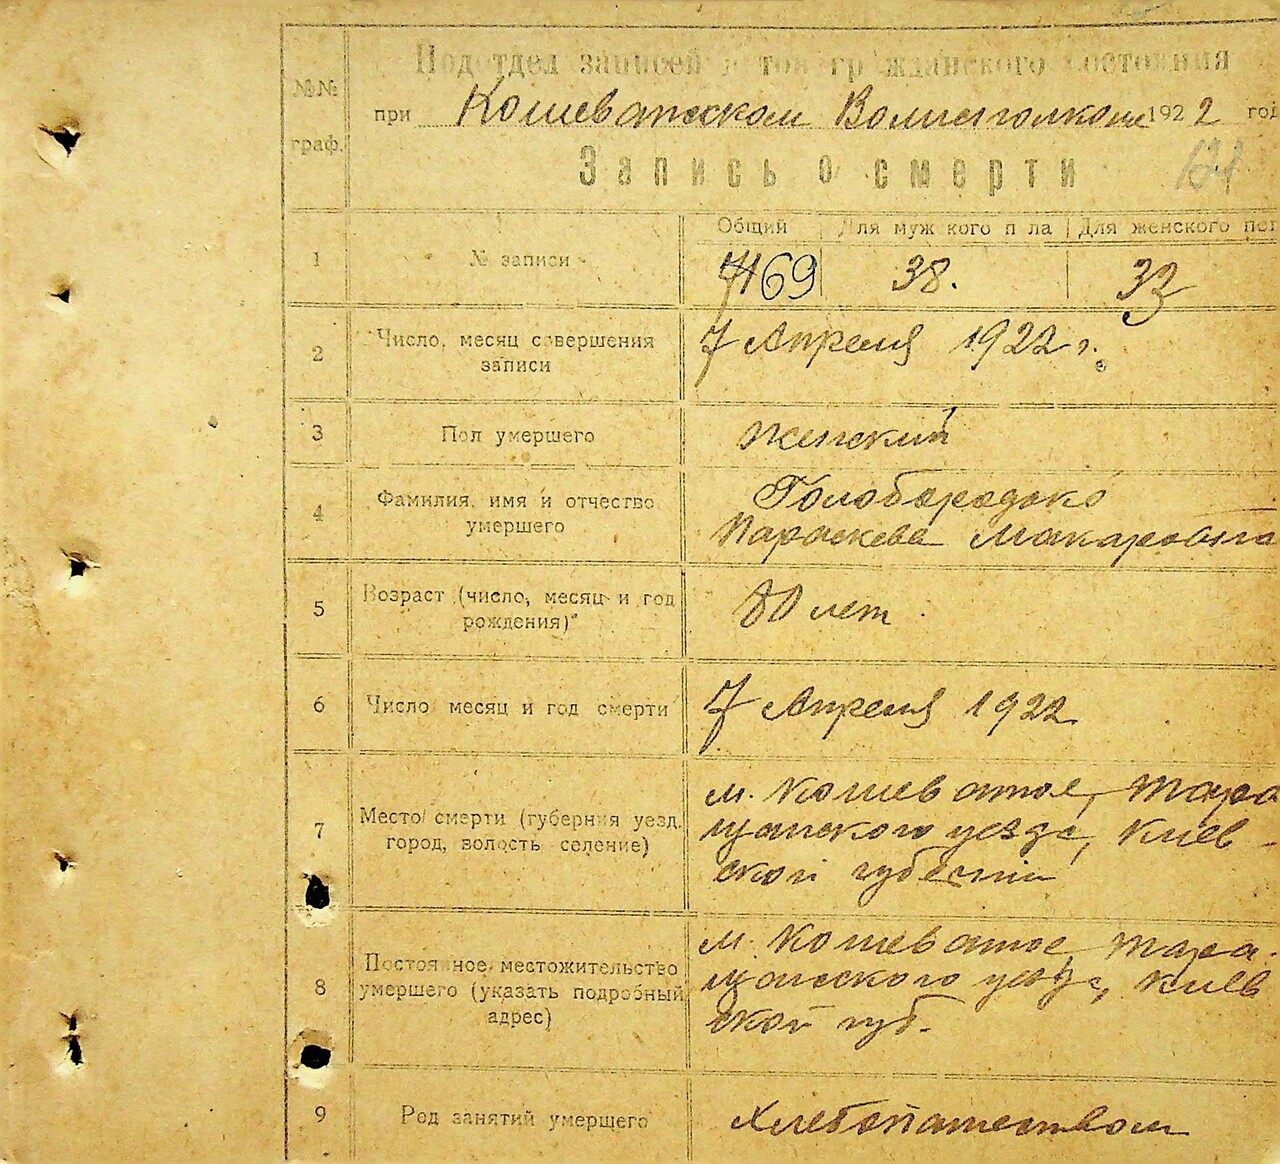 №№ граф.
Подотдел записей актов гражданского состояния
при Кошеватском Волисполкоме 1922 год
Запись о смерти
121
Общий | Для мужского пола | Для женского пол
1 № записи 69 38. 33
2 Число, месяц совершения 7 Апреля 1922 г.
записи
3 Пол умершего Женский
4 Фамилия, имя и отчество Голобородько
умершего Параскева Макаровна
5 Возраст (число, месяц и год 80 лет
рождения)
6 Число месяц и год смерти 7 Апреля 1922
7 Место смерти (губерния уезд, м. Кошеватое, Тара
город, волость селение) щанского уезда, Киев-
ской губернии
8 Постоянное местожительство м. Кошеватое, Тара-
умершего (указать подробный щанского уезда, Киев
адрес) ской губ.
9 Род занятий умершего Хлебопашеством